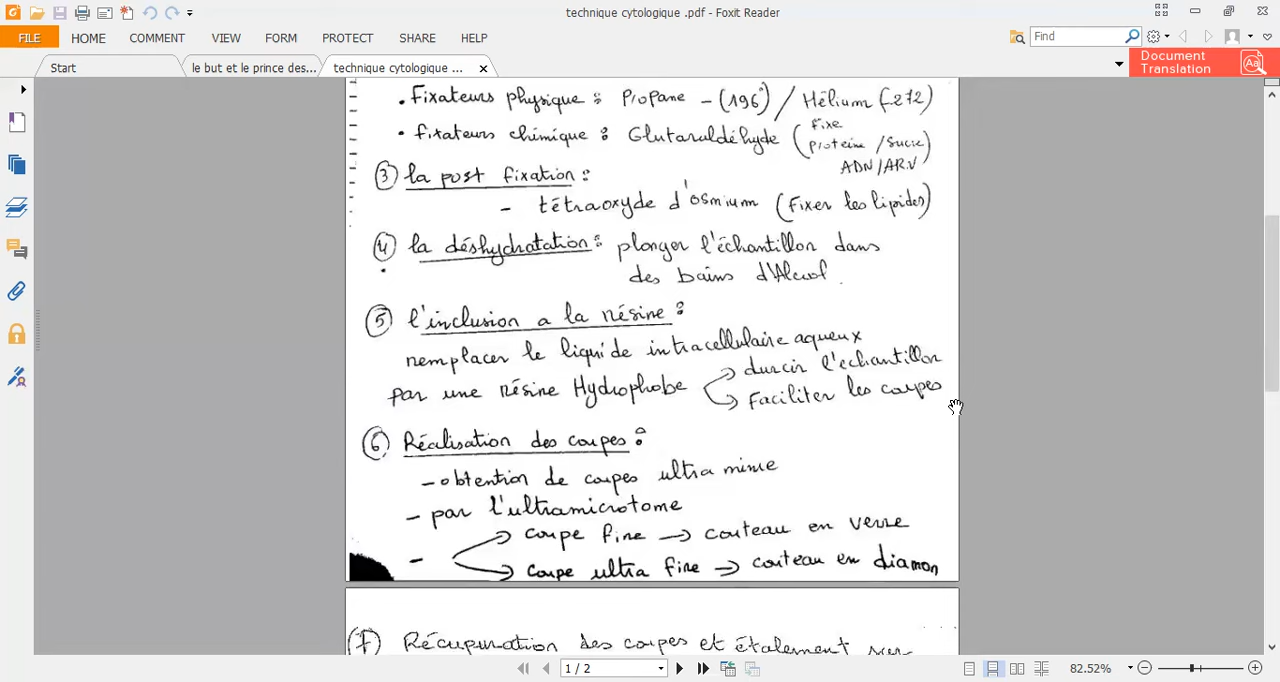 technique cytologique .pdf - Foxit Reader
FILE HOME COMMENT VIEW FORM PROTECT SHARE HELP
Find
Start
le but et le prince des...
technique cytologique ...
Document
Translation
• Fixateurs physique : Propane -(196°) / Hélium (-272)
• fixateurs chimique : Glutaraldéhyde (fixe
proteine / Sucre
ADN/ARN)
③ la post fixation :
- tétraoxyde d'osmium (fixer les lipides)
④ la déshydratation : plonger l'échantillon dans
des bains d'Alcool.
⑤ l'inclusion a la résine :
remplacer le liquide intracellulaire aqueux
par une résine Hydrophobe → durcir l'échantillon
→ Faciliter les coupes
⑥ Réalisation des coupes :
- obtention de coupes ultra mince
- par l'ultramicrotome
- → coupe fine → couteau en verre
→ coupe ultra fine → couteau en diamon
⑦ Récupération des coupes et étalement sur
1 / 2
82.52%